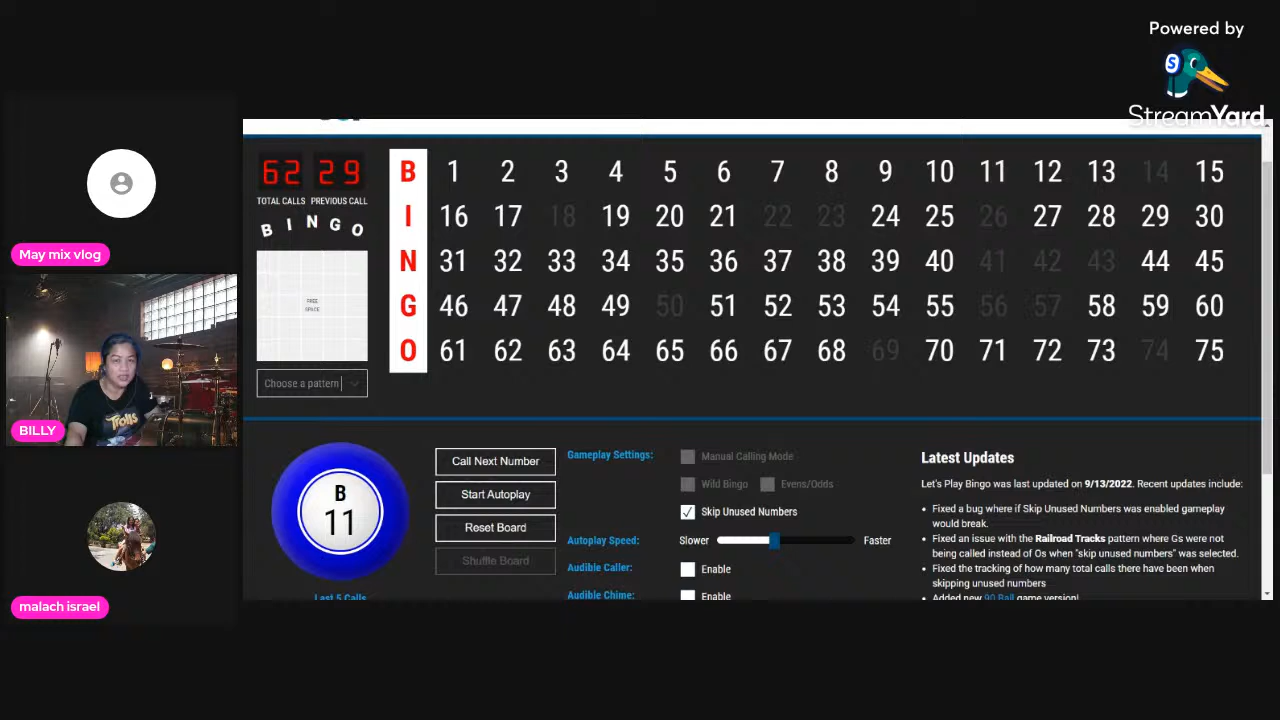 Powered by
S
StreamYard
62 29
TOTAL CALLS PREVIOUS CALL
BINGO
FREE
SPACE
Choose a pattern
B 1 2 3 4 5 6 7 8 9 10 11 12 13 14 15
I 16 17 18 19 20 21 22 23 24 25 26 27 28 29 30
N 31 32 33 34 35 36 37 38 39 40 41 42 43 44 45
G 46 47 48 49 50 51 52 53 54 55 56 57 58 59 60
O 61 62 63 64 65 66 67 68 69 70 71 72 73 74 75
May mix vlog
BILLY
Trolls
malach israel
B
11
Last 5 Calls
Call Next Number
Start Autoplay
Reset Board
Shuffle Board
Gameplay Settings: Manual Calling Mode
Wild Bingo Evens/Odds
Skip Unused Numbers
Autoplay Speed: Slower Faster
Audible Caller: Enable
Audible Chime: Enable
Latest Updates
Let's Play Bingo was last updated on 9/13/2022. Recent updates include:
Fixed a bug where if Skip Unused Numbers was enabled gameplay
would break.
Fixed an issue with the Railroad Tracks pattern where Gs were not
being called instead of Os when "skip unused numbers" was selected.
Fixed the tracking of how many total calls there have been when
skipping unused numbers
Added new 90 Ball game version!